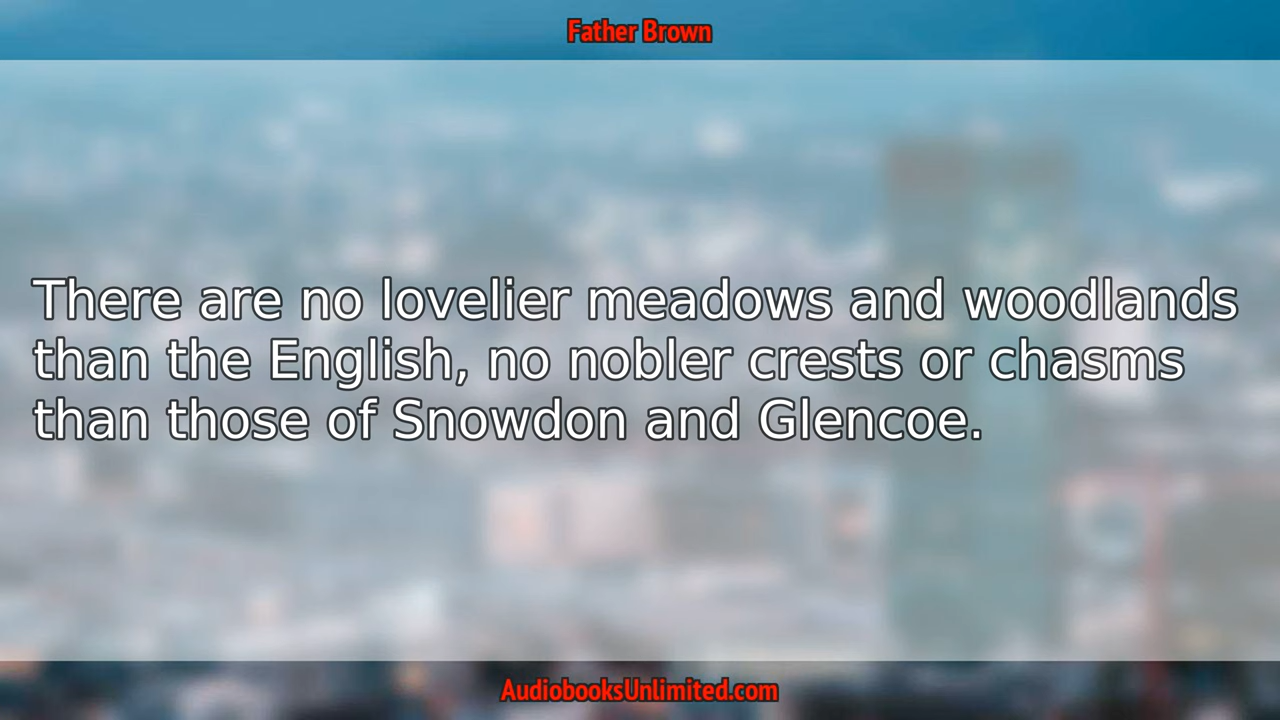 Father Brown
There are no lovelier meadows and woodlands
than the English, no nobler crests or chasms
than those of Snowdon and Glencoe.
AudiobooksUnlimited.com